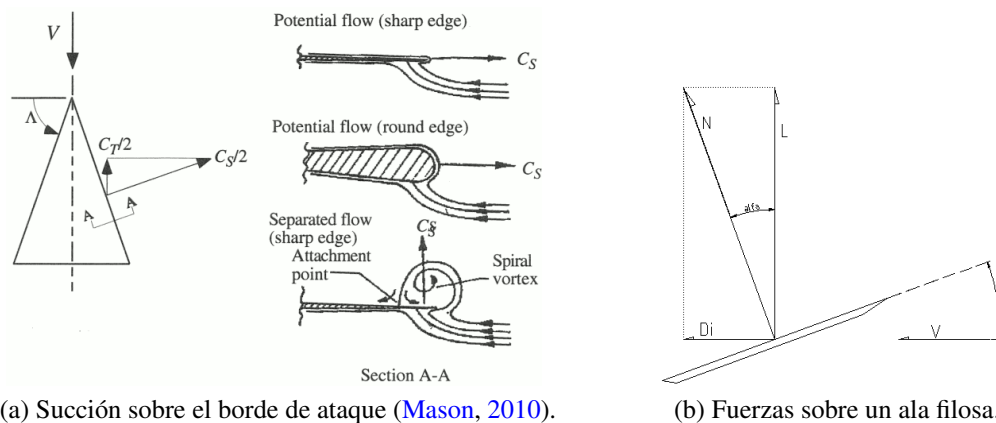 V
Λ
C_T/2
C_S/2
A
A
Potential flow (sharp edge)
C_S
Potential flow (round edge)
C_S
Separated flow
(sharp edge)
C_S
Attachment
point
Spiral
vortex
Section A-A
N
L
alfa
Di
V
(a) Succión sobre el borde de ataque (Mason, 2010).
(b) Fuerzas sobre un ala filosa.